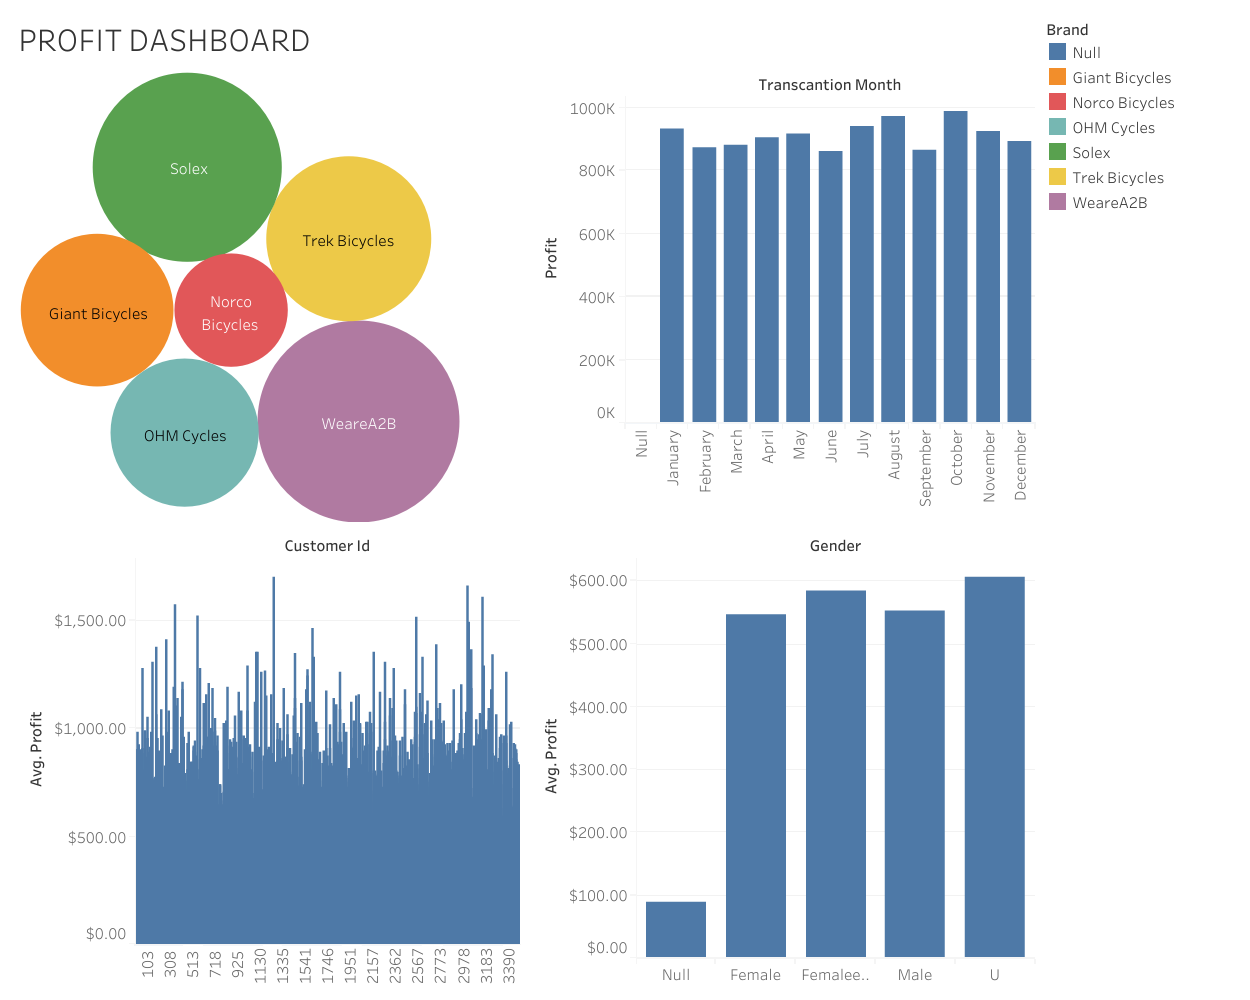 PROFIT DASHBOARD
Solex
Trek Bicycles
Giant Bicycles
Norco
Bicycles
OHM Cycles
WeareA2B
Transcantion Month
1000K
800K
600K
400K
200K
0K
Profit
Null
January
February
March
April
May
June
July
August
September
October
November
December
Brand
Null
Giant Bicycles
Norco Bicycles
OHM Cycles
Solex
Trek Bicycles
WeareA2B
Customer Id
$1,500.00
$1,000.00
$500.00
$0.00
Avg. Profit
103
308
513
718
925
1130
1335
1541
1746
1951
2157
2362
2567
2773
2978
3183
3390
Gender
$600.00
$500.00
$400.00
$300.00
$200.00
$100.00
$0.00
Avg. Profit
Null
Female
Femalee..
Male
U